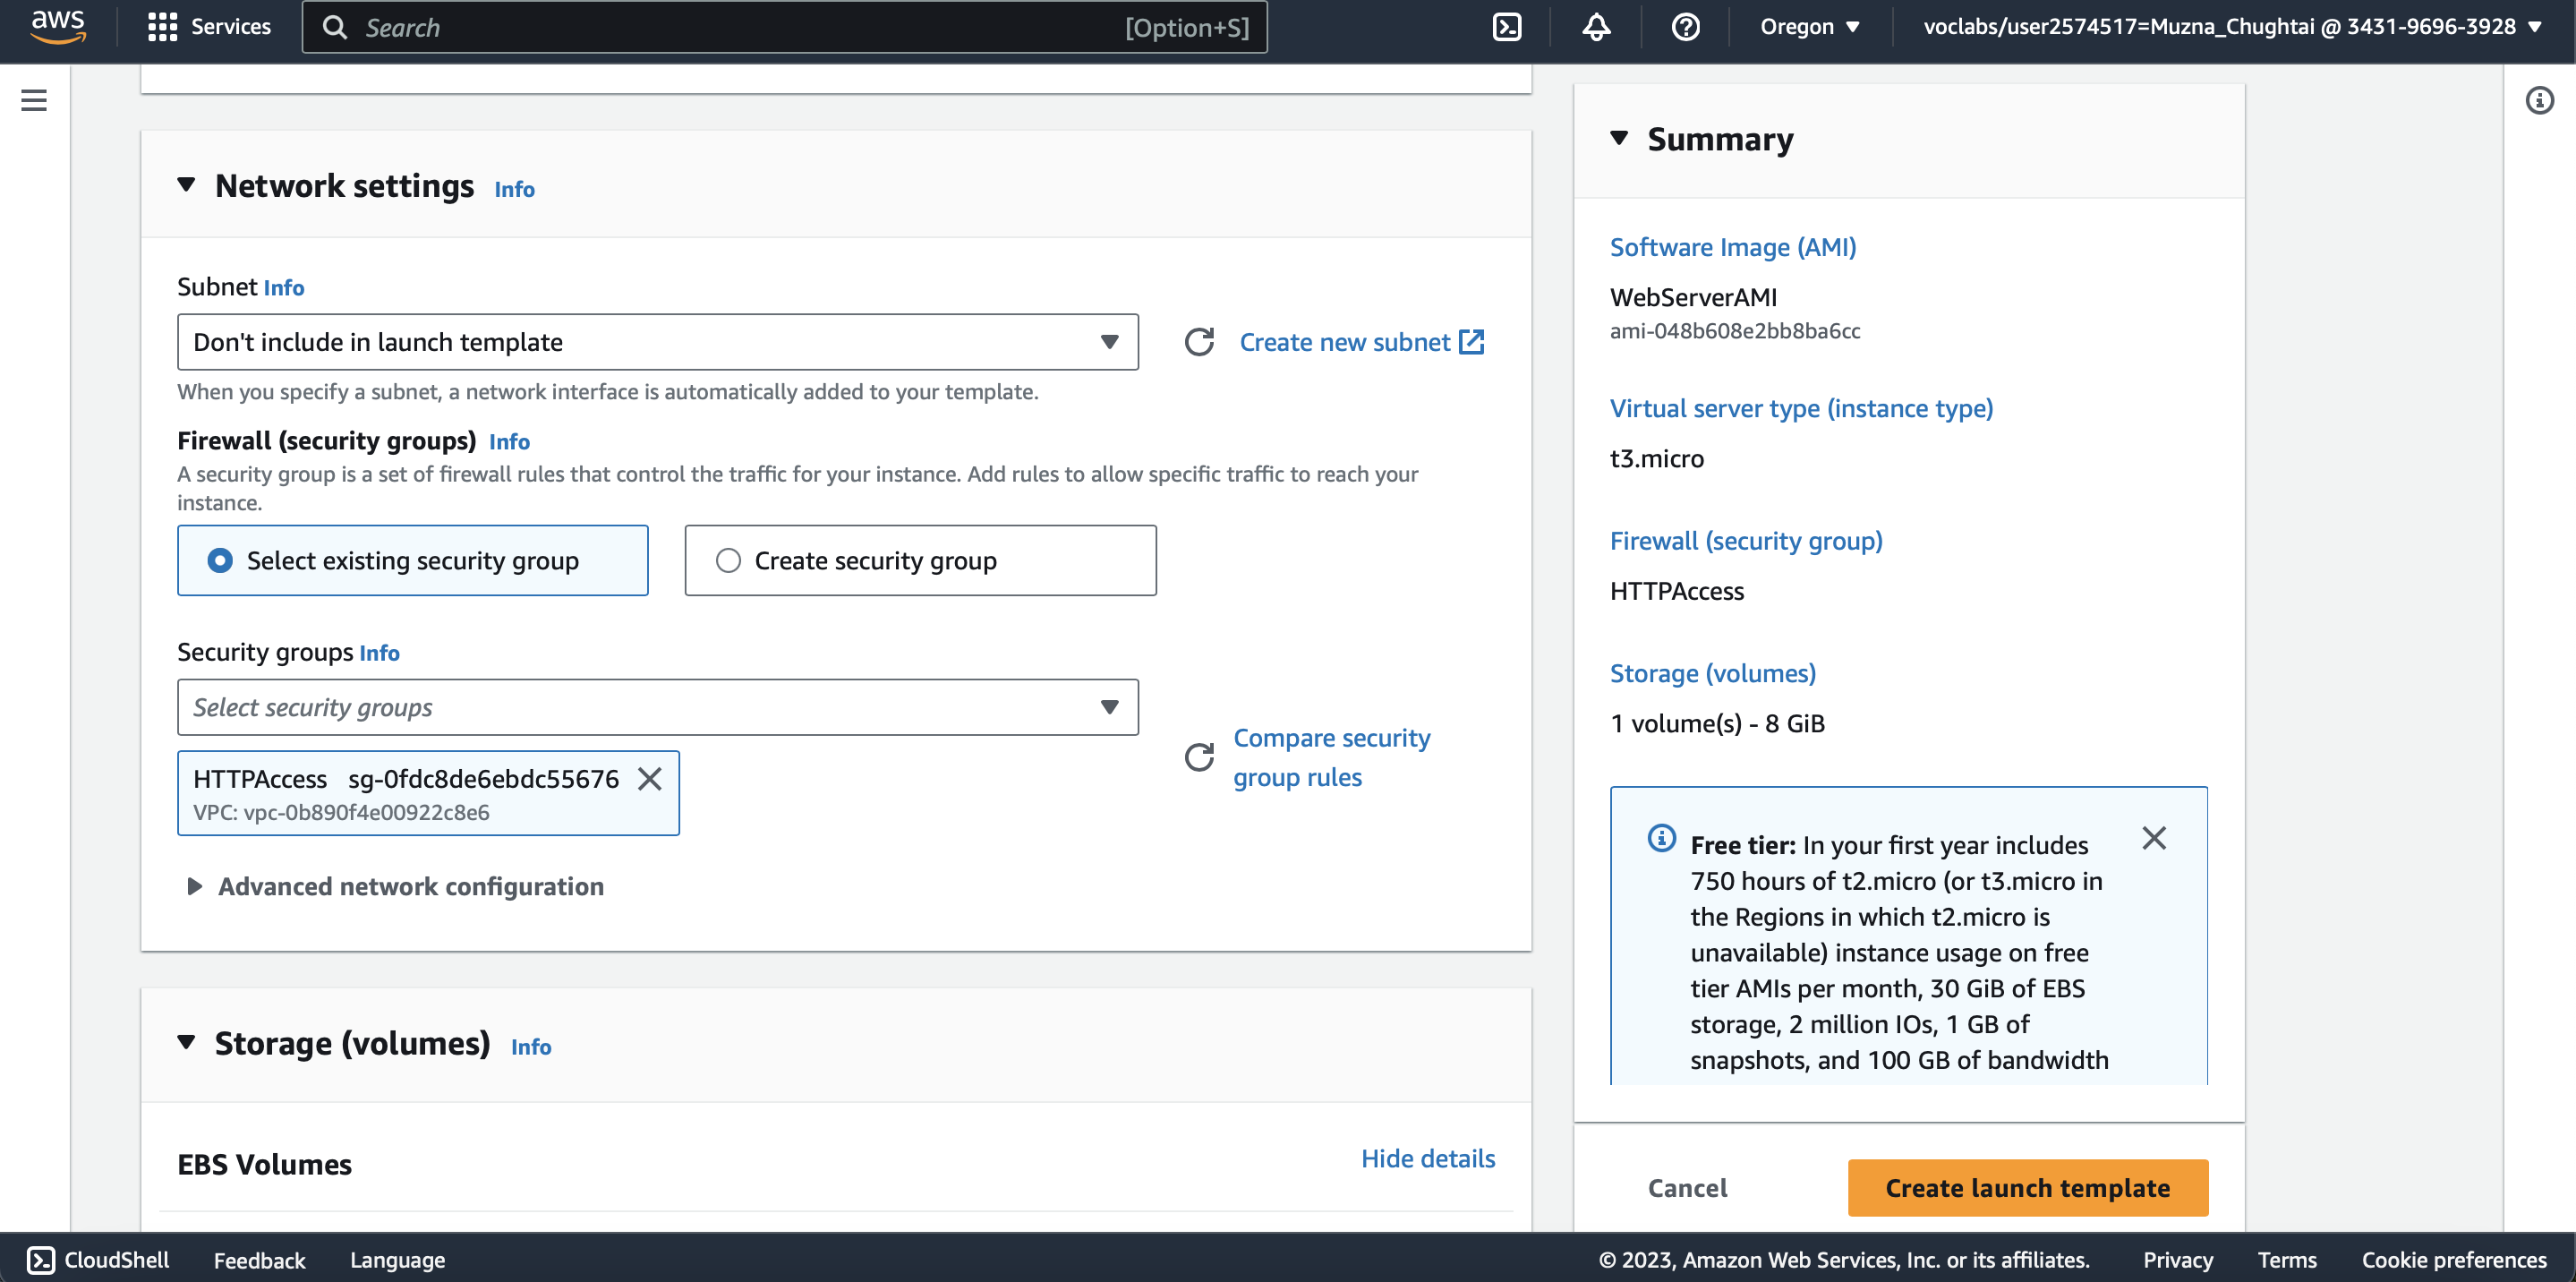 aws
Services
Search
[Option+S]
Oregon
voclabs/user2574517=Muzna_Chughtai @ 3431-9696-3928
Network settings Info
Subnet Info
Don't include in launch template
Create new subnet
When you specify a subnet, a network interface is automatically added to your template.
Firewall (security groups) Info
A security group is a set of firewall rules that control the traffic for your instance. Add rules to allow specific traffic to reach your
instance.
Select existing security group
Create security group
Security groups Info
Select security groups
Compare security
group rules
HTTPAccess sg-0fdc8de6ebdc55676
VPC: vpc-0b890f4e00922c8e6
Advanced network configuration
Storage (volumes) Info
EBS Volumes
Hide details
Summary
Software Image (AMI)
WebServerAMI
ami-048b608e2bb8ba6cc
Virtual server type (instance type)
t3.micro
Firewall (security group)
HTTPAccess
Storage (volumes)
1 volume(s) - 8 GiB
Free tier: In your first year includes
750 hours of t2.micro (or t3.micro in
the Regions in which t2.micro is
unavailable) instance usage on free
tier AMIs per month, 30 GiB of EBS
storage, 2 million IOs, 1 GB of
snapshots, and 100 GB of bandwidth
Cancel
Create launch template
CloudShell
Feedback
Language
© 2023, Amazon Web Services, Inc. or its affiliates.
Privacy
Terms
Cookie preferences